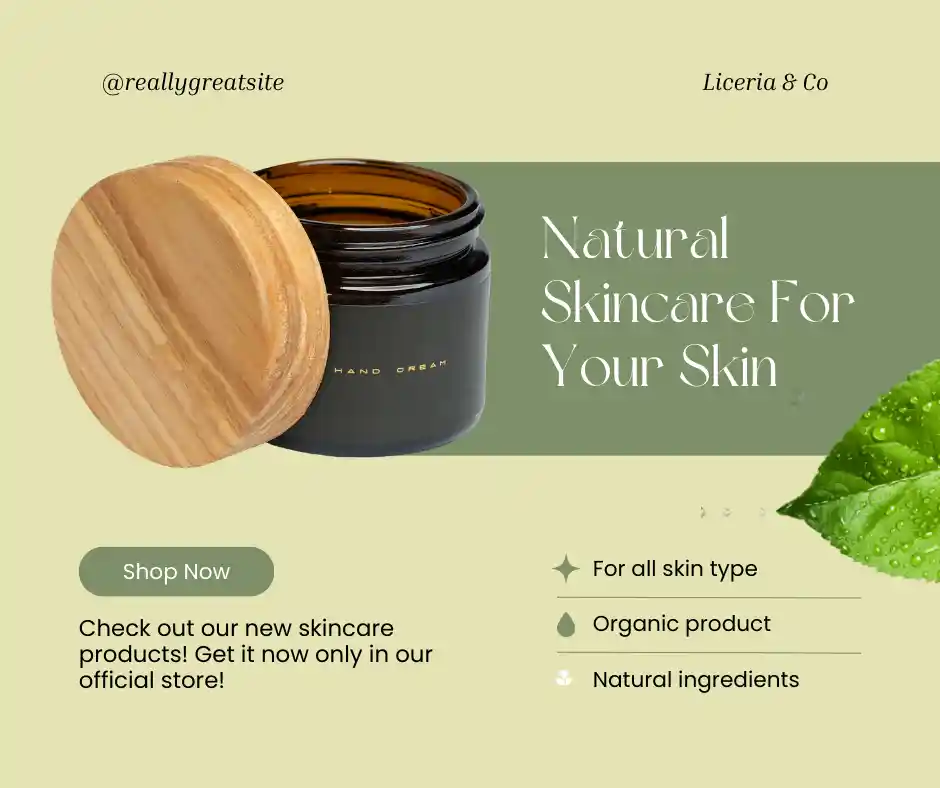 @reallygreatsite
Liceria & Co
HAND CREAM
Natural
Skincare For
Your Skin
Shop Now
Check out our new skincare
products! Get it now only in our
official store!
For all skin type
Organic product
Natural ingredients